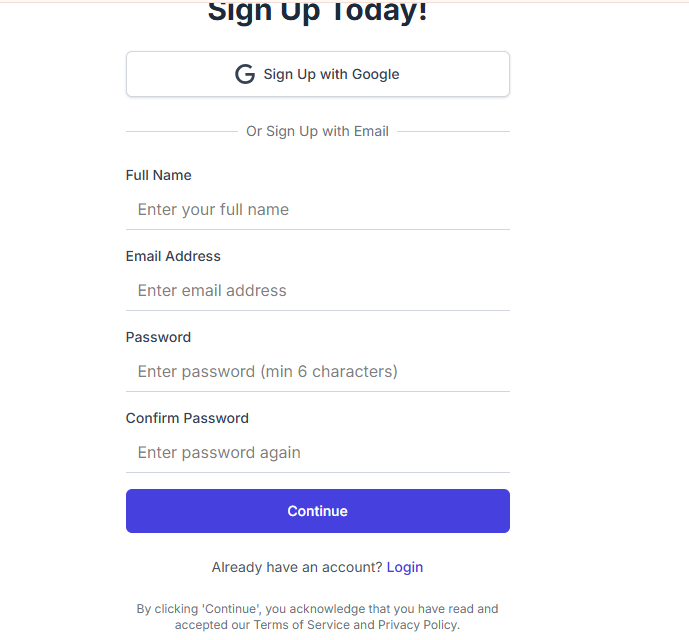 Sign Up Today!
Sign Up with Google
Or Sign Up with Email
Full Name
Enter your full name
Email Address
Enter email address
Password
Enter password (min 6 characters)
Confirm Password
Enter password again
Continue
Already have an account? Login
By clicking 'Continue', you acknowledge that you have read and
accepted our Terms of Service and Privacy Policy.